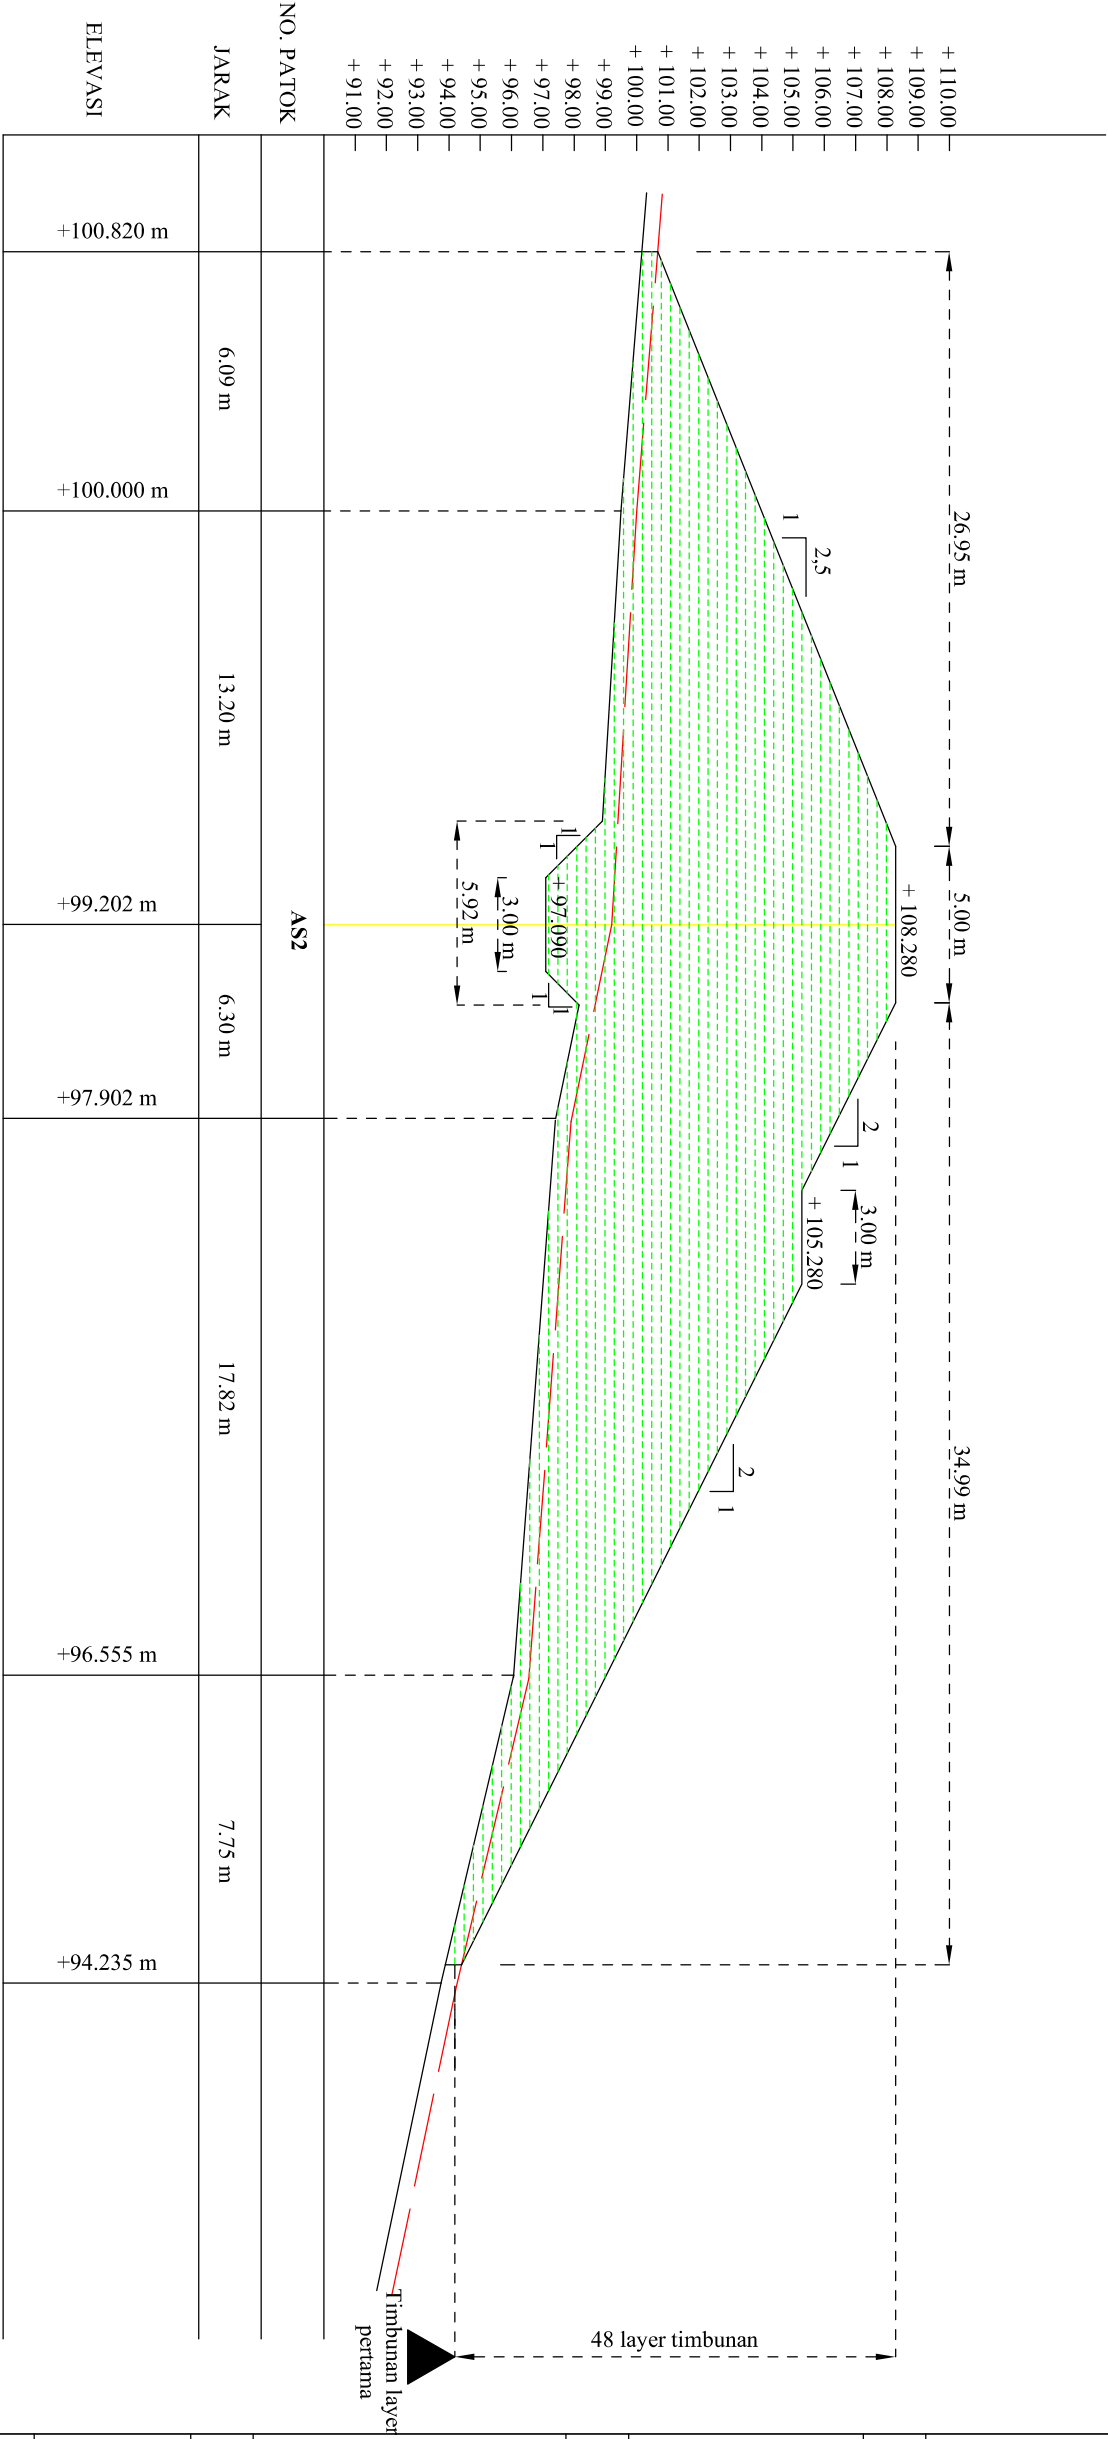 + 110.00
+ 109.00
+ 108.00
+ 107.00
+ 106.00
+ 105.00
+ 104.00
+ 103.00
+ 102.00
+ 101.00
+ 100.00
+ 99.00
+ 98.00
+ 97.00
+ 96.00
+ 95.00
+ 94.00
+ 93.00
+ 92.00
+ 91.00
NO. PATOK
JARAK
ELEVASI
26.95 m
5.00 m
34.99 m
+ 108.280
1
2,5
2
1
3.00 m
+ 105.280
2
1
1
1
+ 97.090
3.00 m
5.92 m
1
1
AS2
6.09 m
13.20 m
6.30 m
17.82 m
7.75 m
+100.820 m
+100.000 m
+99.202 m
+97.902 m
+96.555 m
+94.235 m
48 layer timbunan
Timbunan layer
pertama